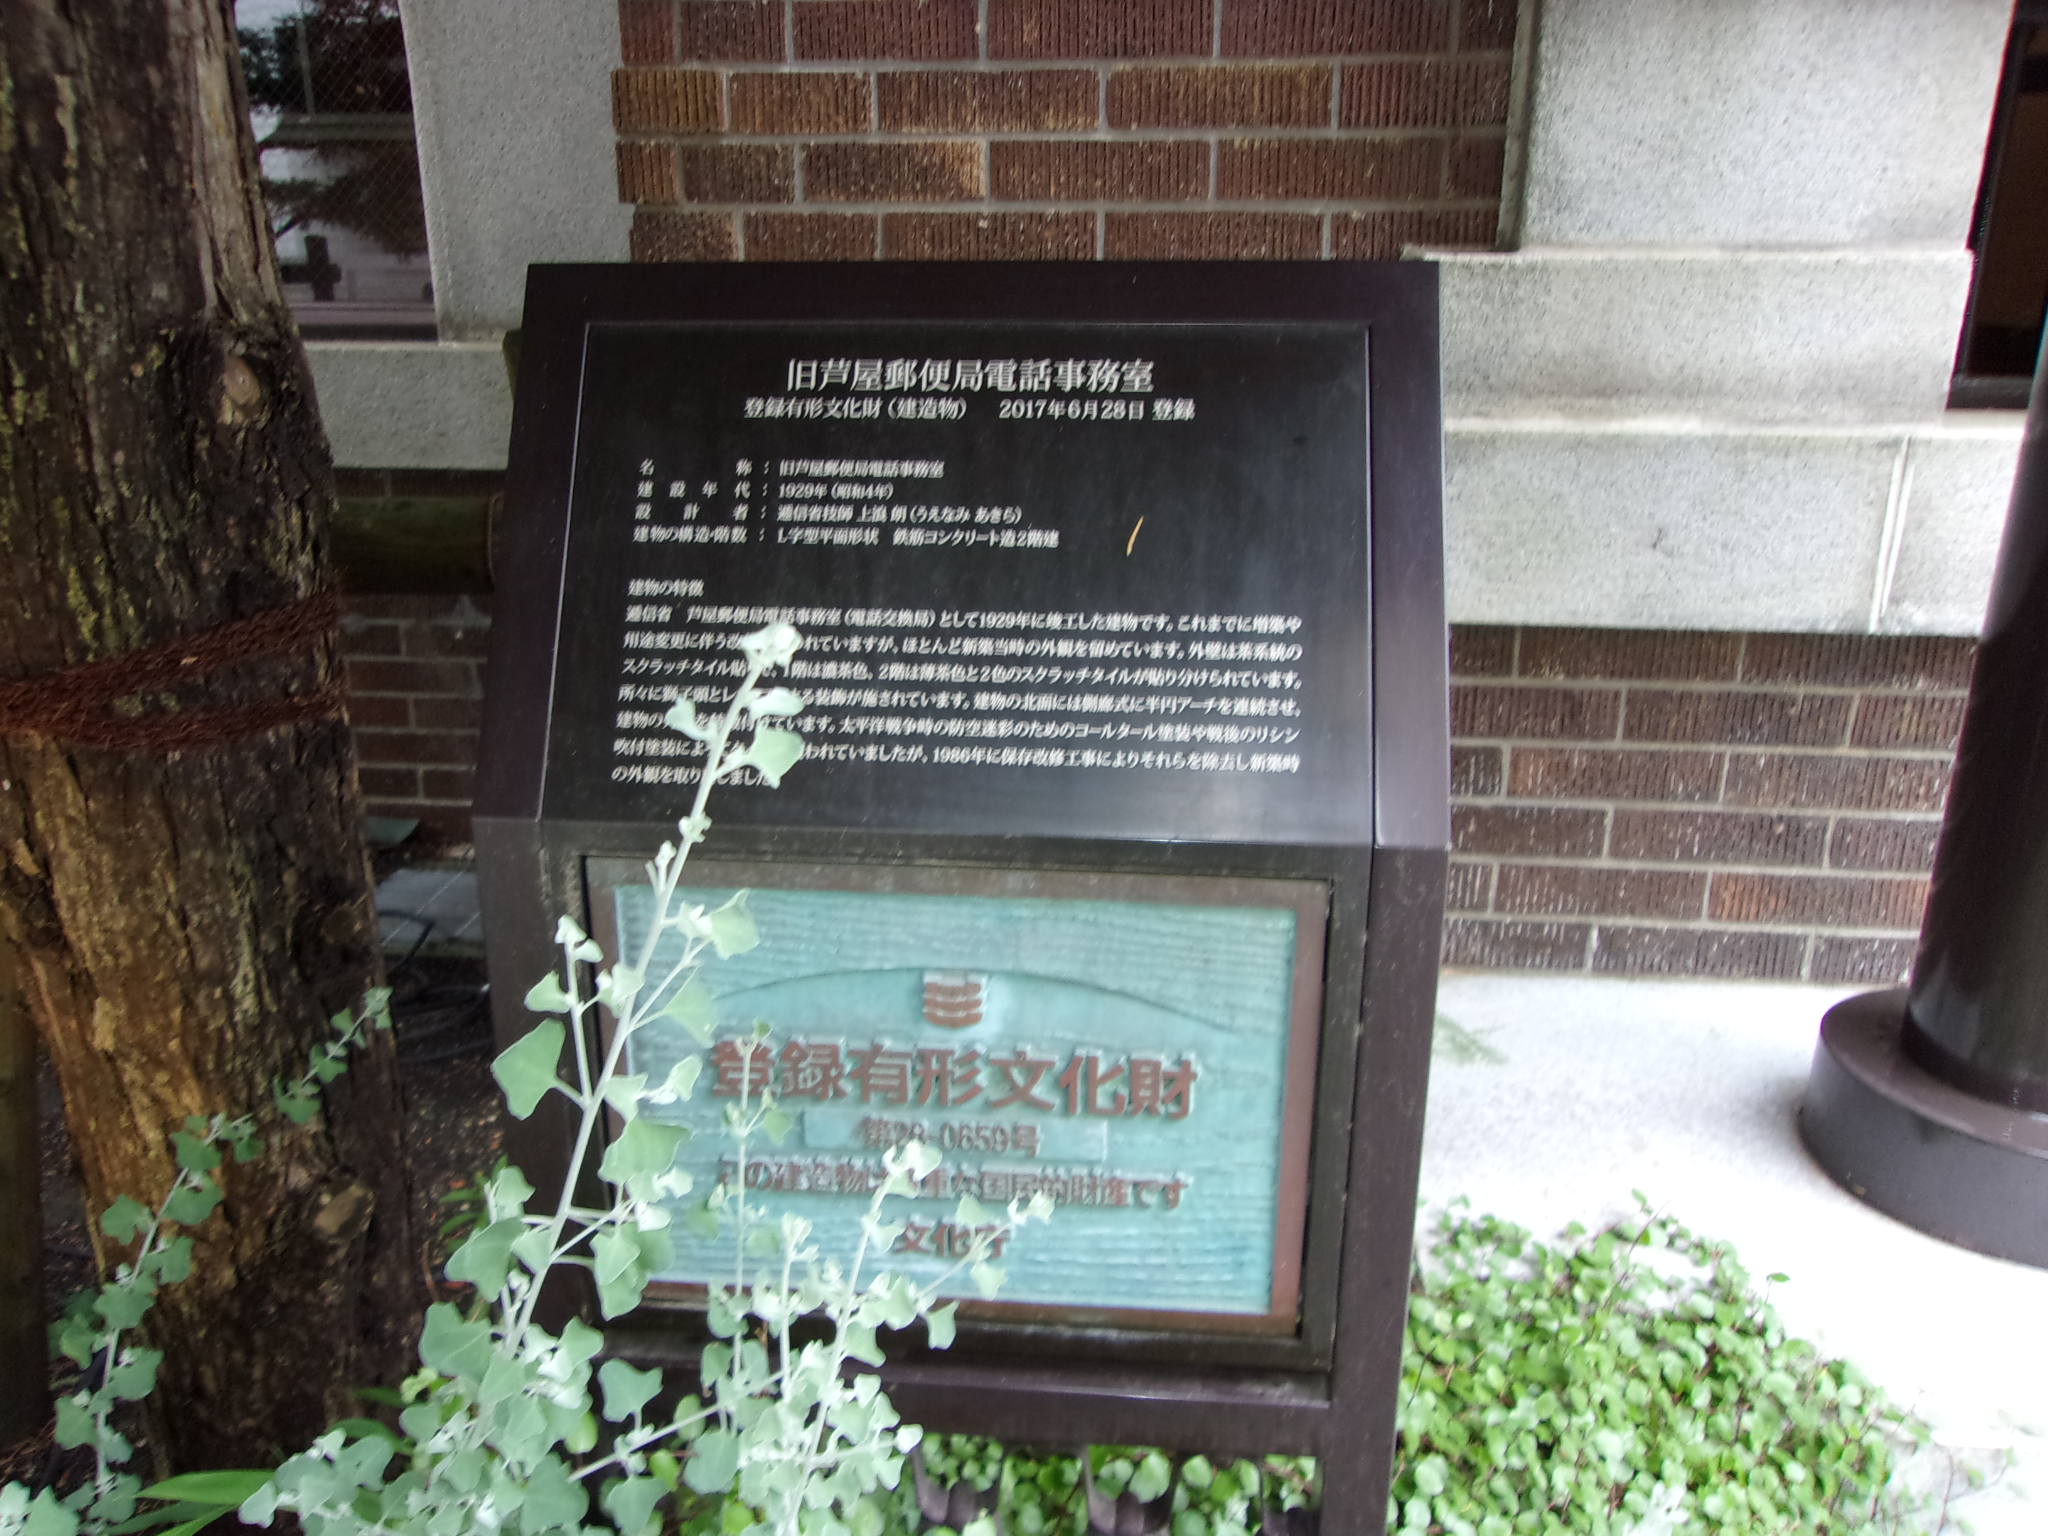 旧芦屋郵便局電話事務室
登録有形文化財（建造物）　2017年6月28日 登録
名称：旧芦屋郵便局電話事務室
建設年代：1929年（昭和4年）
設計者：逓信省技師 上浪 朗（うえなみ あきら）
建物の構造・階数：L字型平面形状　鉄筋コンクリート造2階建
建物の特徴
逓信省　芦屋郵便局電話事務室（電話交換局）として1929年に竣工した建物です。これまでに増築や
用途変更に伴う改 われていますが、ほとんど新築当時の外観を留めています。外壁は茶系統の
スクラッチタイル貼 、1階は濃茶色、2階は薄茶色と2色のスクラッチタイルが貼り分けられています。
所々に獅子頭とレ る装飾が施されています。建物の北面には側廊式に半円アーチを連続させ、
建物の を 付けています。太平洋戦争時の防空迷彩のためのコールタール塗装や戦後のリシン
吹付塗装によって われていましたが、1986年に保存改修工事によりそれらを除去し新築時
の外観を取り しました
登録有形文化財
第28-0659号
この建造物は 重な国民的財産です
文化庁